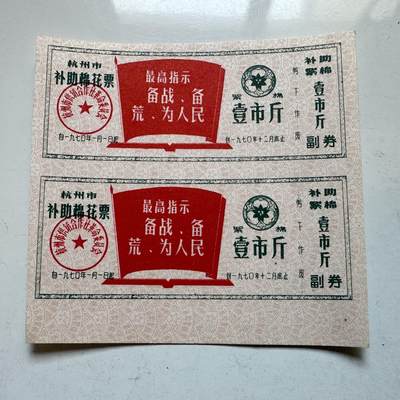 杭州市
补助棉花票
自一九七〇年一月一日起
最高指示
备战、备
荒、为人民
絮棉
壹市斤
一九七〇年十二月底止
补助
絮棉
壹市斤
副券
杭州市
补助棉花票
自一九七〇年一月一日起
最高指示
备战、备
荒、为人民
絮棉
壹市斤
一九七〇年十二月底止
补助
絮棉
壹市斤
副券